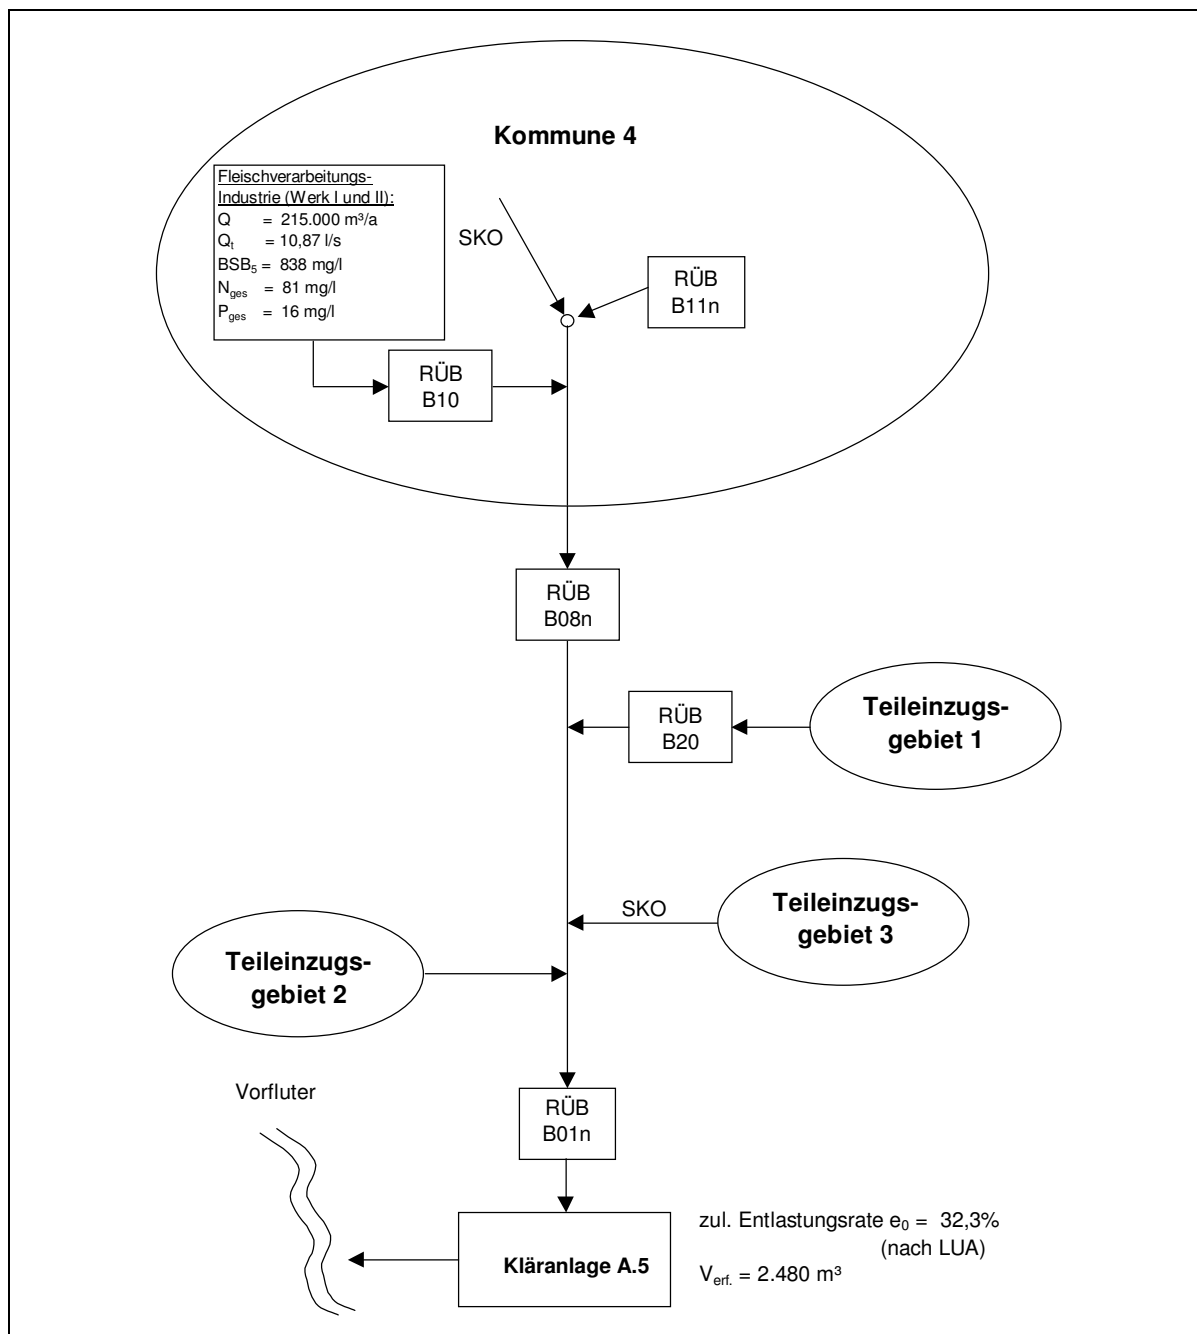 Kommune 4
Fleischverarbeitungs-
Industrie (Werk I und II):
Q = 215.000 m³/a
Qt = 10,87 l/s
BSB5 = 838 mg/l
Nges = 81 mg/l
Pges = 16 mg/l
SKO
RÜB
B11n
RÜB
B10
RÜB
B08n
RÜB
B20
Teileinzugs-
gebiet 1
SKO
Teileinzugs-
gebiet 3
Teileinzugs-
gebiet 2
Vorfluter
RÜB
B01n
Kläranlage A.5
zul. Entlastungsrate e0 = 32,3%
(nach LUA)
Verf. = 2.480 m³